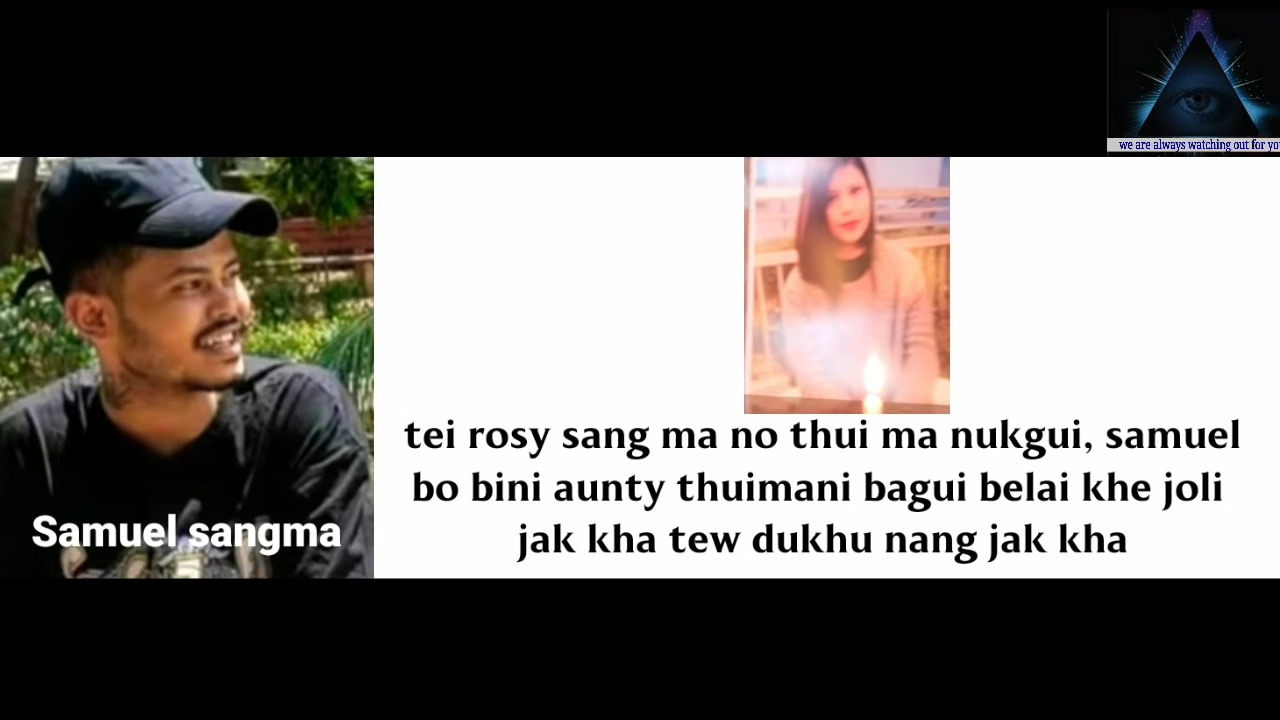 we are always watching out for yo
tei rosy sang ma no thui ma nukgui, samuel
bo bini aunty thuimani bagui belai khe joli
jak kha tew dukhu nang jak kha
Samuel sangma